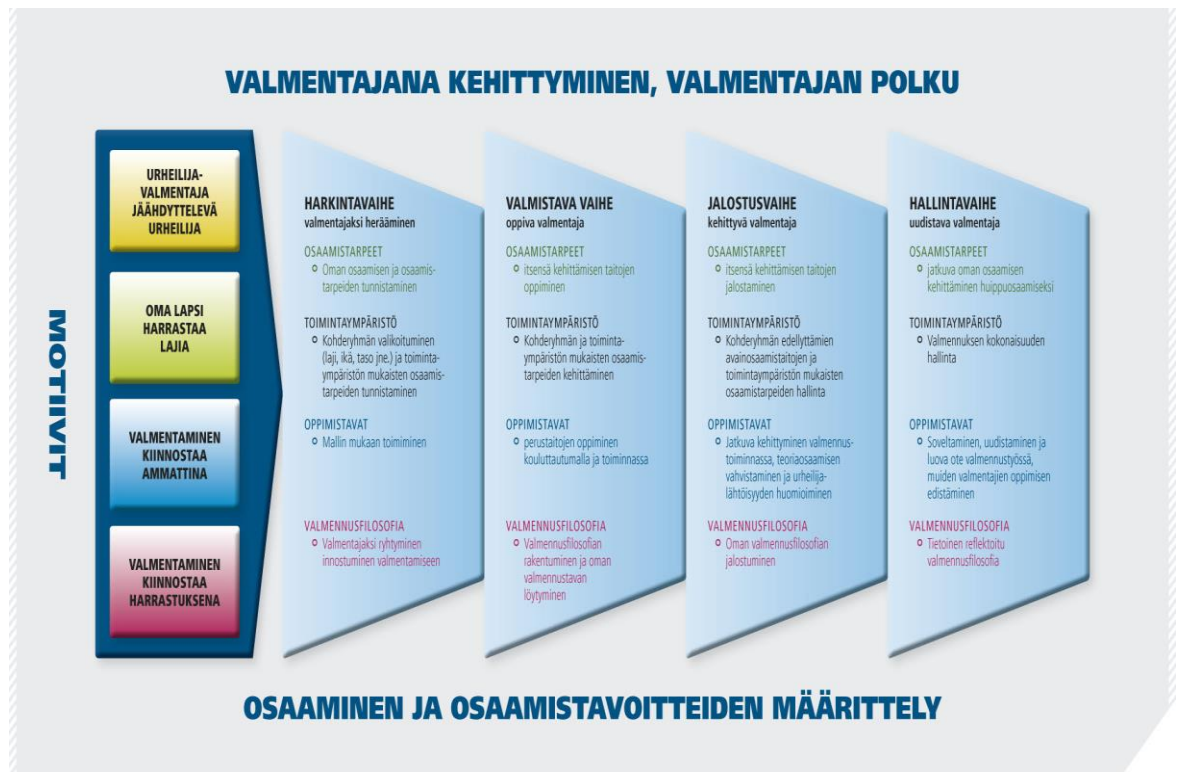 VALMENTAJANA KEHITTYMINEN, VALMENTAJAN POLKU
MOTIIVIT
URHEILIJA-
VALMENTAJA
JÄÄHDYTTELEVÄ
URHEILIJA
OMA LAPSI
HARRASTAA
LAJIA
VALMENTAMINEN
KIINNOSTAA
AMMATTINA
VALMENTAMINEN
KIINNOSTAA
HARRASTUKSENA
HARKINTAVAIHE
valmentajaksi herääminen
OSAAMISTARPEET
Oman osaamisen ja osaamis-
tarpeiden tunnistaminen
TOIMINTAYMPÄRISTÖ
Kohderyhmän valikoituminen
(laji, ikä, taso jne.) ja toiminta-
ympäristön mukaisten osaamis-
tarpeiden tunnistaminen
OPPIMISTAVAT
Mallin mukaan toimiminen
VALMENNUSFILOSOFIA
Valmentajaksi ryhtyminen
innostuminen valmentamiseen
VALMISTAVA VAIHE
oppiva valmentaja
OSAAMISTARPEET
itsensä kehittämisen taitojen
oppiminen
TOIMINTAYMPÄRISTÖ
Kohderyhmän ja toiminta-
ympäristön mukaisten osaamis-
tarpeiden kehittäminen
OPPIMISTAVAT
perustaitojen oppiminen
kouluttautumalla ja toiminnassa
VALMENNUSFILOSOFIA
Valmennusfilosofian
rakentuminen ja oman
valmennustavan
löytyminen
JALOSTUSVAIHE
kehittyvä valmentaja
OSAAMISTARPEET
itsensä kehittämisen taitojen
jalostaminen
TOIMINTAYMPÄRISTÖ
Kohderyhmän edellyttämien
avainosaamistaitojen ja
toimintaympäristön mukaisten
osaamistarpeiden hallinta
OPPIMISTAVAT
Jatkuva kehittyminen valmennus-
toiminnassa, teoriaosaamisen
vahvistaminen ja urheilija-
lähtöisyyden huomioiminen
VALMENNUSFILOSOFIA
Oman valmennusfilosofian
jalostuminen
HALLINTAVAIHE
uudistava valmentaja
OSAAMISTARPEET
jatkuva oman osaamisen
kehittäminen huippuosaamiseksi
TOIMINTAYMPÄRISTÖ
Valmennuksen kokonaisuuden
hallinta
OPPIMISTAVAT
Soveltaminen, uudistaminen ja
luova ote valmennustyössä,
muiden valmentajien oppimisen
edistäminen
VALMENNUSFILOSOFIA
Tietoinen reflektoitu
valmennusfilosofia
OSAAMINEN JA OSAAMISTAVOITTEIDEN MÄÄRITTELY